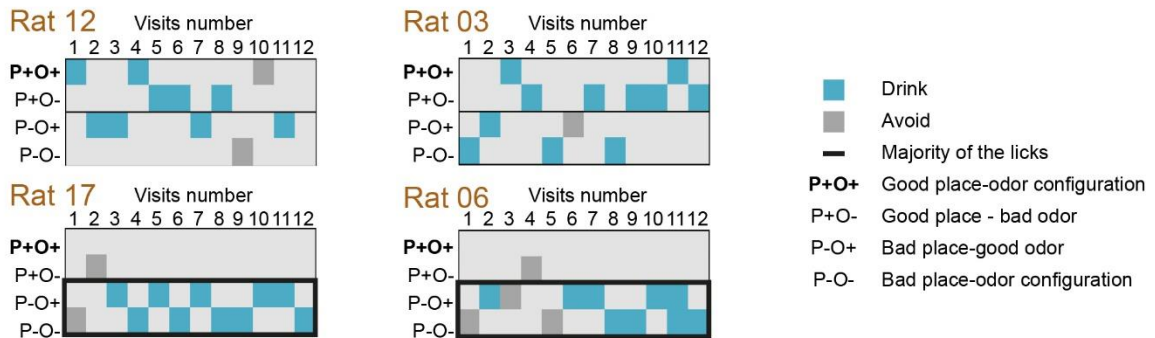 Rat 12 Visits number
1 2 3 4 5 6 7 8 9 10 11 12
P+O+
P+O-
P-O+
P-O-
Rat 03 Visits number
1 2 3 4 5 6 7 8 9 10 11 12
P+O+
P+O-
P-O+
P-O-
Rat 17 Visits number
1 2 3 4 5 6 7 8 9 10 11 12
P+O+
P+O-
P-O+
P-O-
Rat 06 Visits number
1 2 3 4 5 6 7 8 9 10 11 12
P+O+
P+O-
P-O+
P-O-
Drink
Avoid
Majority of the licks
P+O+ Good place-odor configuration
P+O- Good place - bad odor
P-O+ Bad place-good odor
P-O- Bad place-odor configuration